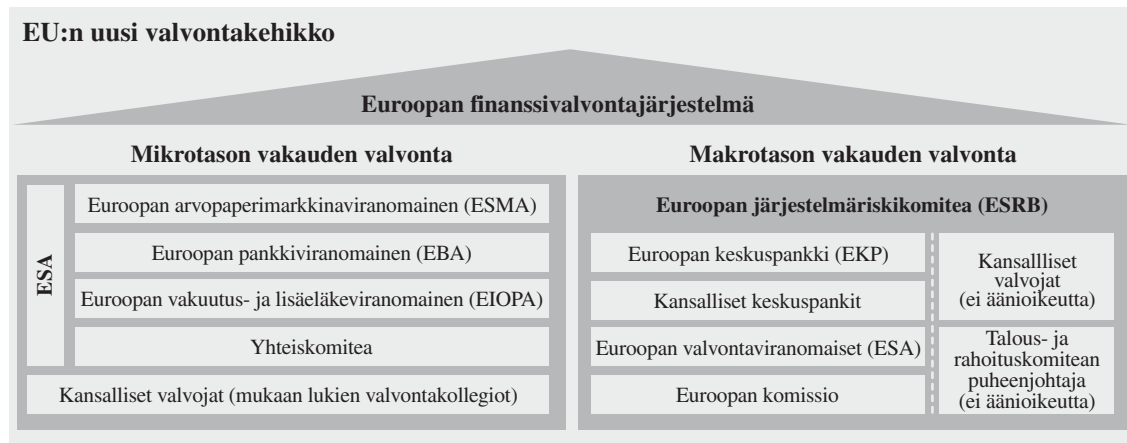 EU:n uusi valvontakehikko
Euroopan finanssivalvontajärjestelmä
Mikrotason vakauden valvonta
ESA
Euroopan arvopaperimarkkinaviranomainen (ESMA)
Euroopan pankkiviranomainen (EBA)
Euroopan vakuutus- ja lisäeläkeviranomainen (EIOPA)
Yhteiskomitea
Kansalliset valvojat (mukaan lukien valvontakollegiot)
Makrotason vakauden valvonta
Euroopan järjestelmäriskikomitea (ESRB)
Euroopan keskuspankki (EKP)
Kansalliset keskuspankit
Euroopan valvontaviranomaiset (ESA)
Euroopan komissio
Kansallliset
valvojat
(ei äänioikeutta)
Talous- ja
rahoituskomitean
puheenjohtaja
(ei äänioikeutta)